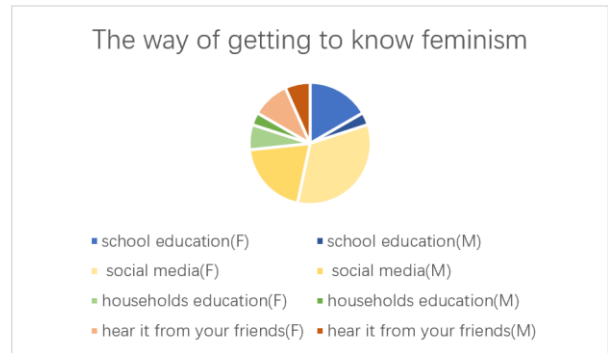 The way of getting to know feminism
school education(F) school education(M)
social media(F) social media(M)
households education(F) households education(M)
hear it from your friends(F) hear it from your friends(M)